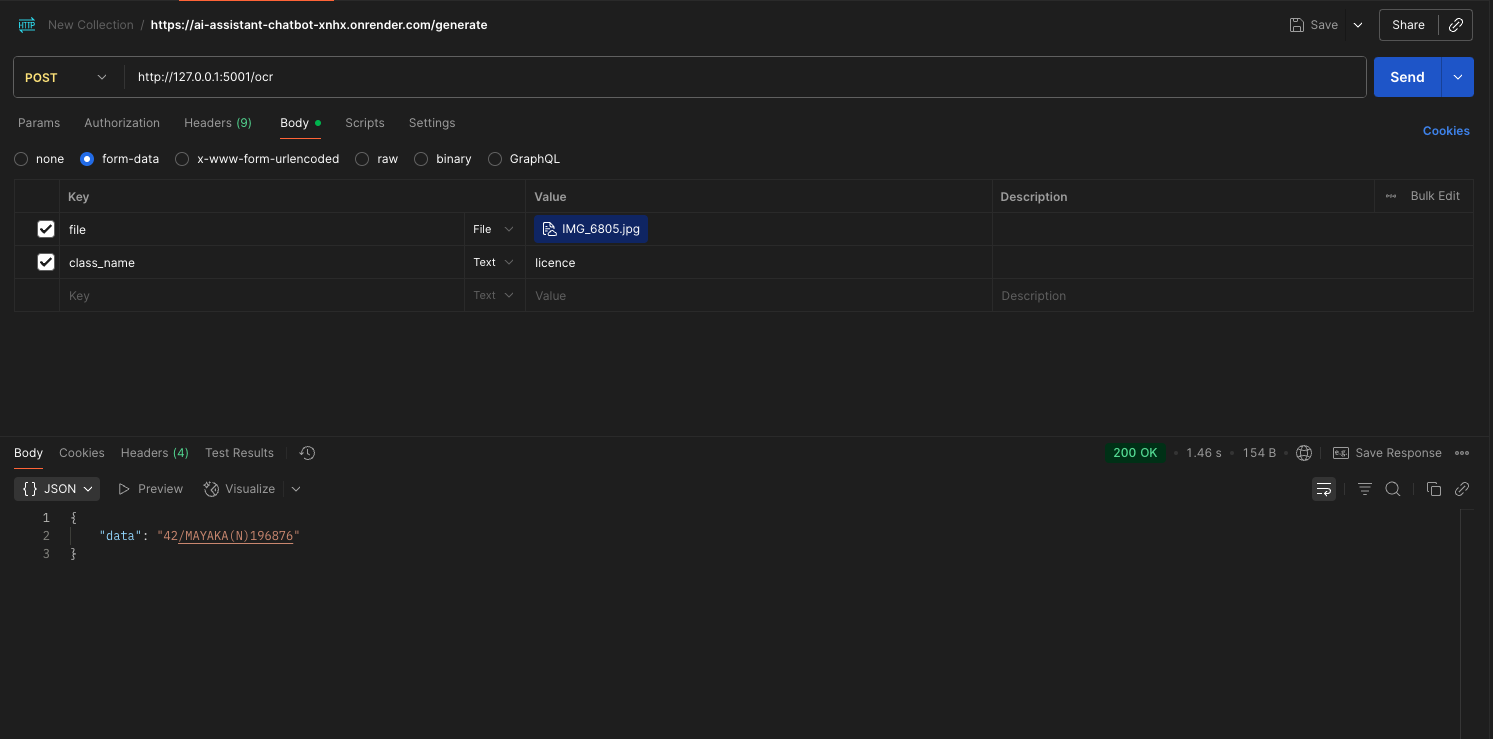 HTTP New Collection / https://ai-assistant-chatbot-xnhx.onrender.com/generate Save Share
POST http://127.0.0.1:5001/ocr Send
Params Authorization Headers (9) Body Scripts Settings Cookies
none form-data x-www-form-urlencoded raw binary GraphQL
Key Value Description Bulk Edit
file File IMG_6805.jpg
class_name Text licence
Key Text Value Description
Body Cookies Headers (4) Test Results 200 OK 1.46 s 154 B e.g. Save Response
{} JSON Preview Visualize
1 {
2 "data": "42/MAYAKA(N)196876"
3 }